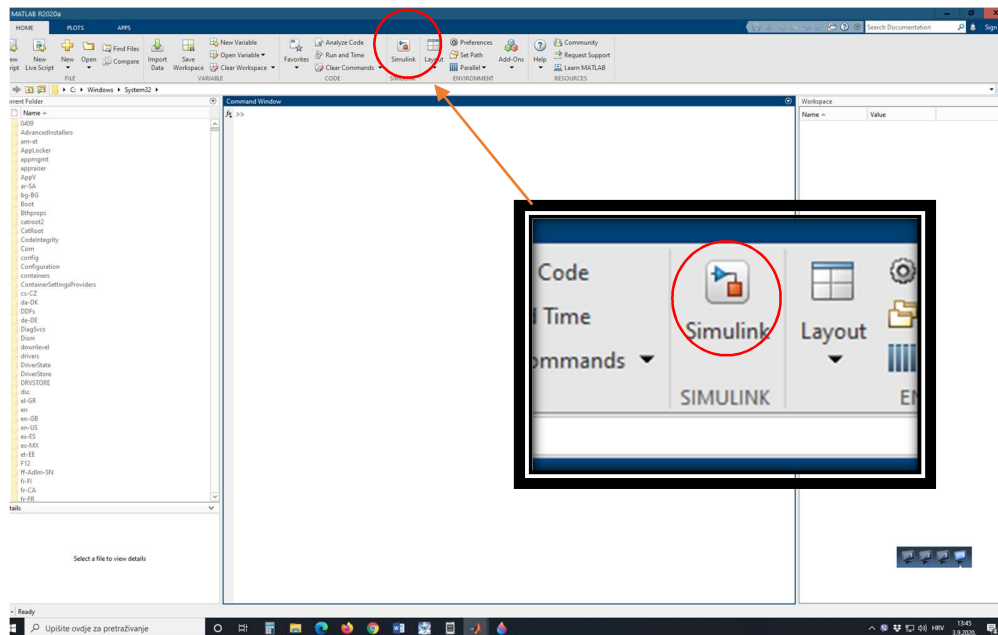 MATLAB R2020a
HOME PLOTS APPS
Search Documentation
Sign
New
Live Script
New
Open
Find Files
Compare
Import
Data
Save
Workspace
New Variable
Open Variable
Clear Workspace
Favorites
Analyze Code
Run and Time
Clear Commands
Simulink
Layout
Preferences
Set Path
Parallel
Add-Ons
Help
Community
Request Support
Learn MATLAB
FILE VARIABLE CODE SIMULINK ENVIRONMENT RESOURCES
C: Windows System32
Folder
Name
0409
AdvancedInstallers
am-et
AppLocker
appmgmt
appraiser
AppV
ar-SA
bg-BG
Boot
Bthprops
catroot2
CatRoot
CodeIntegrity
Com
config
Configuration
containers
ContainerSettingsProviders
cs-CZ
da-DK
DDFs
de-DE
DiagSvcs
Dism
downlevel
drivers
DriverState
DriverStore
DRVSTORE
dsc
el-GR
en
en-GB
en-US
es-ES
es-MX
et-EE
F12
ff-Adlm-SN
fi-FI
fr-CA
fr-FR
Select a file to view details
Command Window
fx >>
Workspace
Name Value
Code
Time
Simulink
Layout
SIMULINK
Ready
Upišite ovdje za pretraživanje
HRV
13:45
3.9.2020.